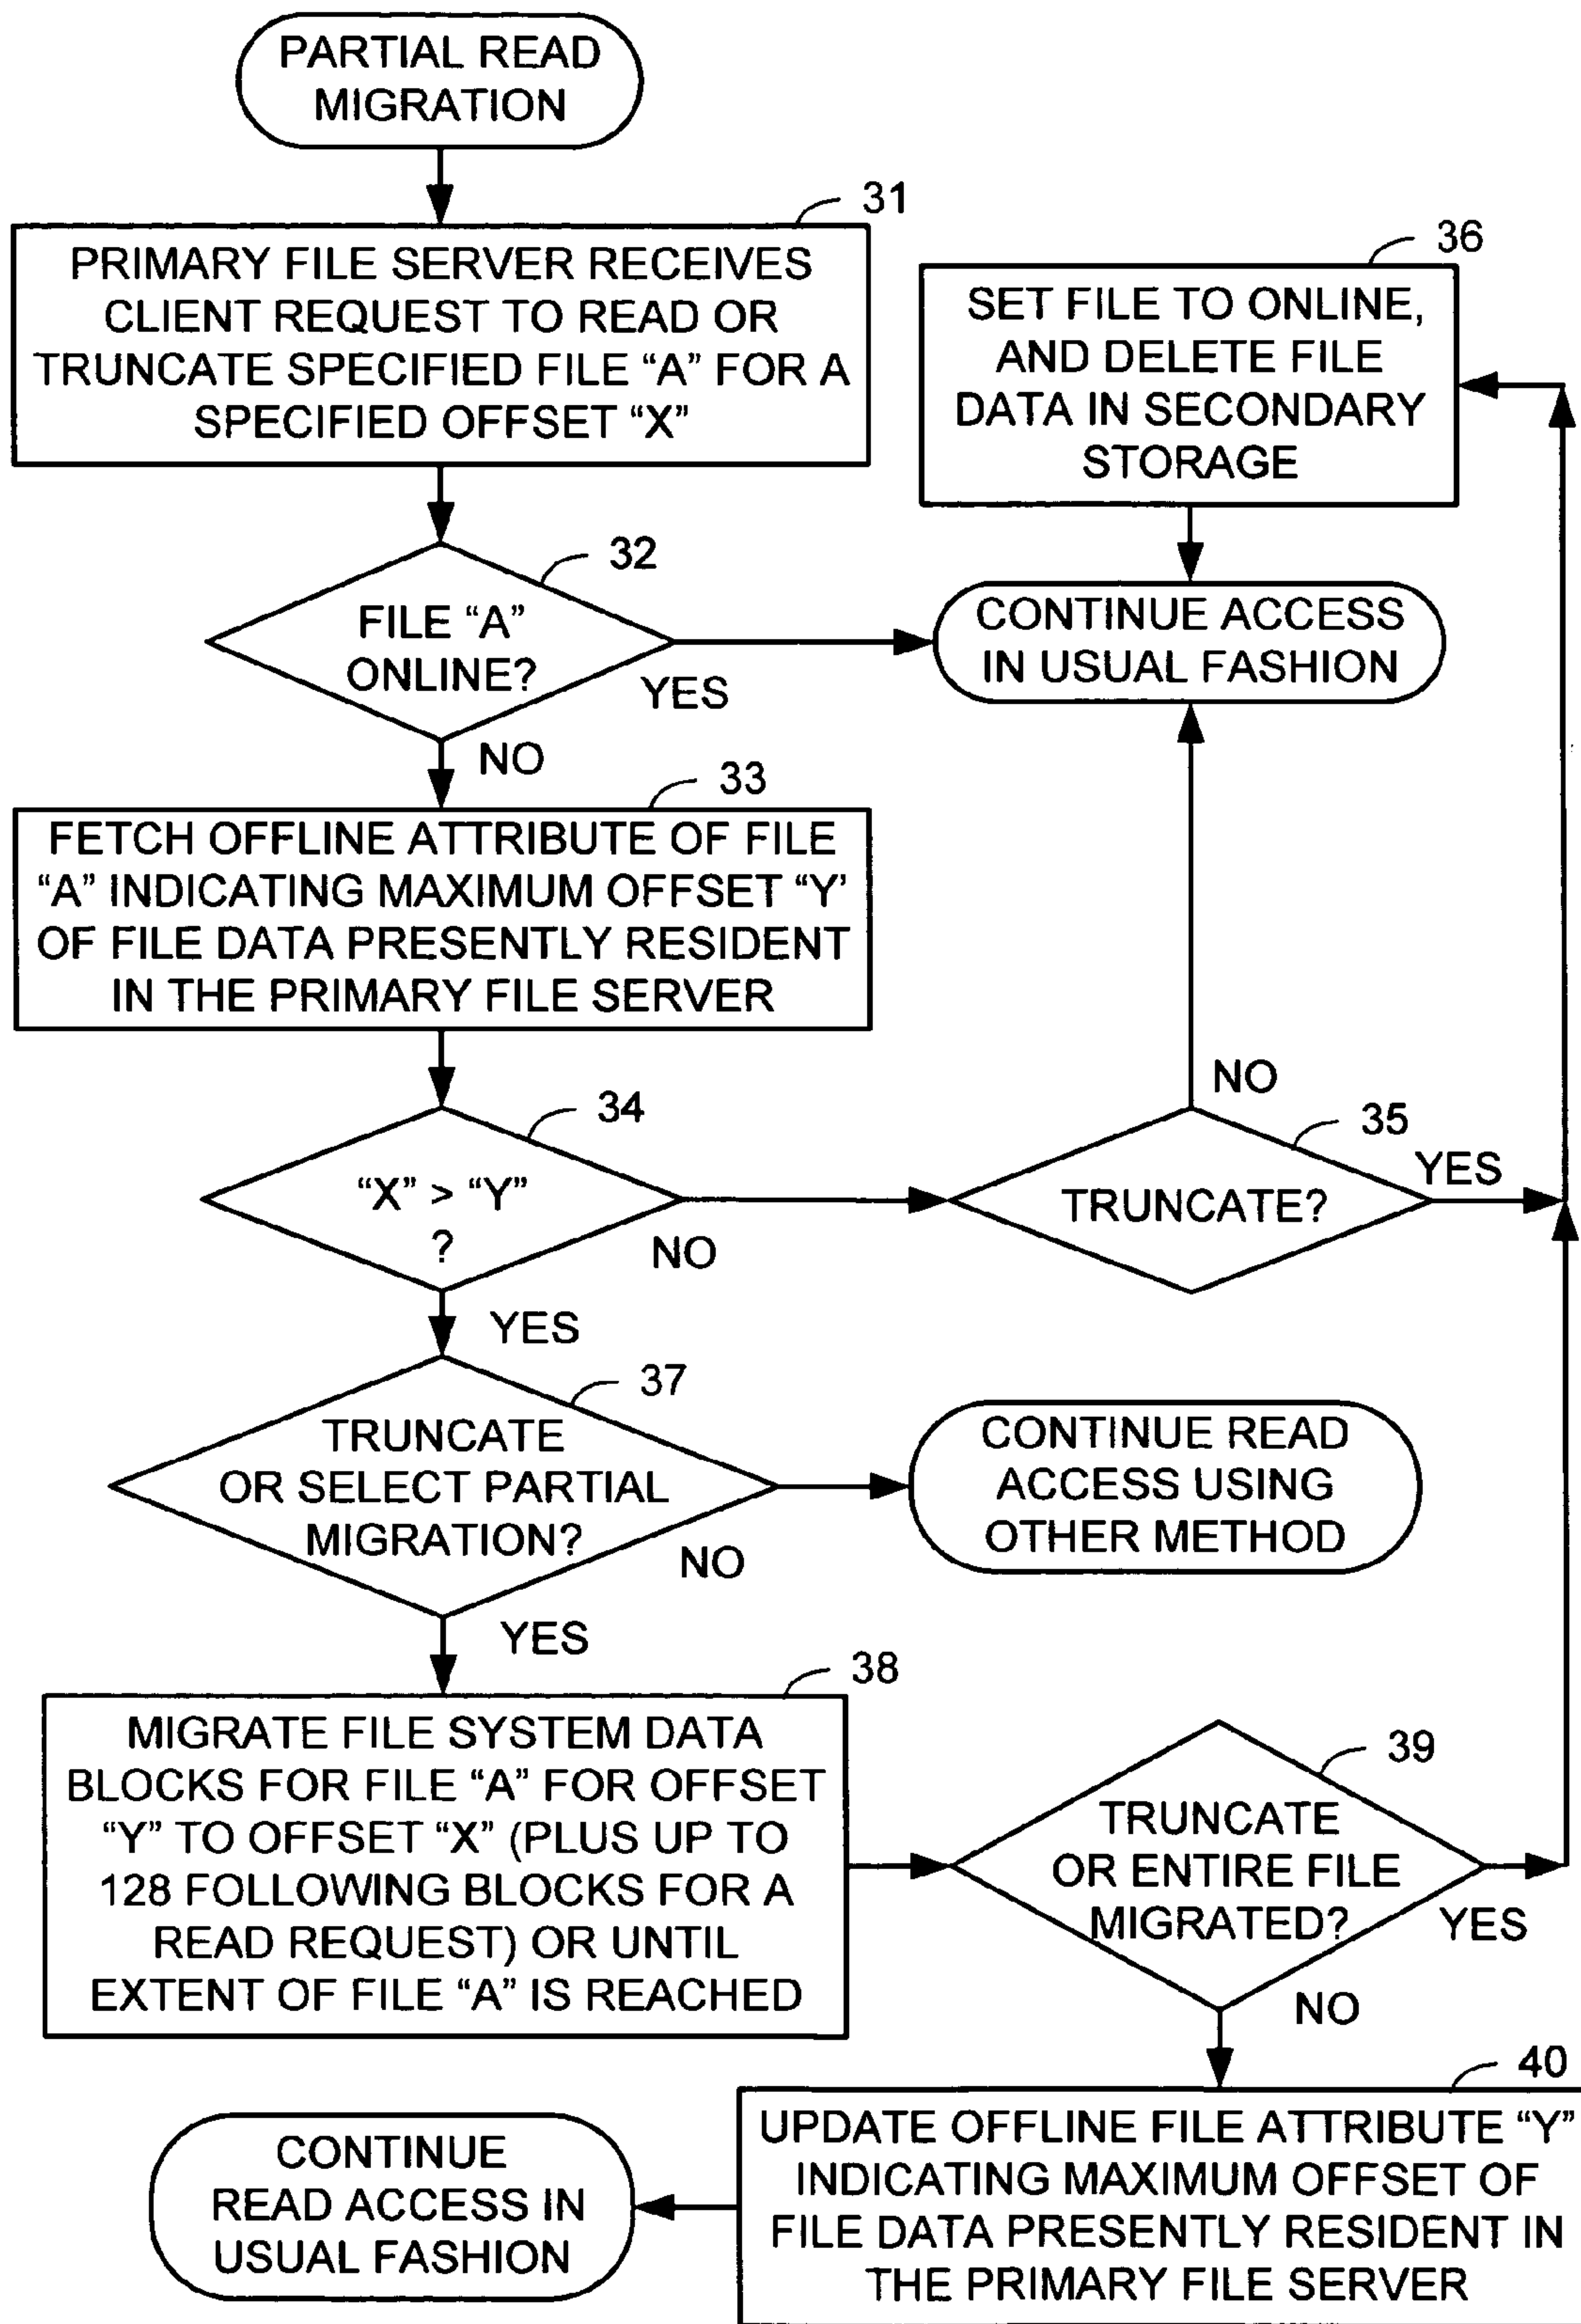 PARTIAL READ
MIGRATION
31
PRIMARY FILE SERVER RECEIVES
CLIENT REQUEST TO READ OR
TRUNCATE SPECIFIED FILE “A” FOR A
SPECIFIED OFFSET “X”
36
SET FILE TO ONLINE,
AND DELETE FILE
DATA IN SECONDARY
STORAGE
32
FILE “A”
ONLINE?
YES
NO
CONTINUE ACCESS
IN USUAL FASHION
33
FETCH OFFLINE ATTRIBUTE OF FILE
“A” INDICATING MAXIMUM OFFSET “Y'
OF FILE DATA PRESENTLY RESIDENT
IN THE PRIMARY FILE SERVER
34
“X” > “Y”
?
NO
YES
NO
35
TRUNCATE?
YES
37
TRUNCATE
OR SELECT PARTIAL
MIGRATION?
NO
YES
CONTINUE READ
ACCESS USING
OTHER METHOD
38
MIGRATE FILE SYSTEM DATA
BLOCKS FOR FILE “A” FOR OFFSET
“Y” TO OFFSET “X” (PLUS UP TO
128 FOLLOWING BLOCKS FOR A
READ REQUEST) OR UNTIL
EXTENT OF FILE “A” IS REACHED
39
TRUNCATE
OR ENTIRE FILE
MIGRATED?
YES
NO
40
UPDATE OFFLINE FILE ATTRIBUTE “Y”
INDICATING MAXIMUM OFFSET OF
FILE DATA PRESENTLY RESIDENT IN
THE PRIMARY FILE SERVER
CONTINUE
READ ACCESS IN
USUAL FASHION